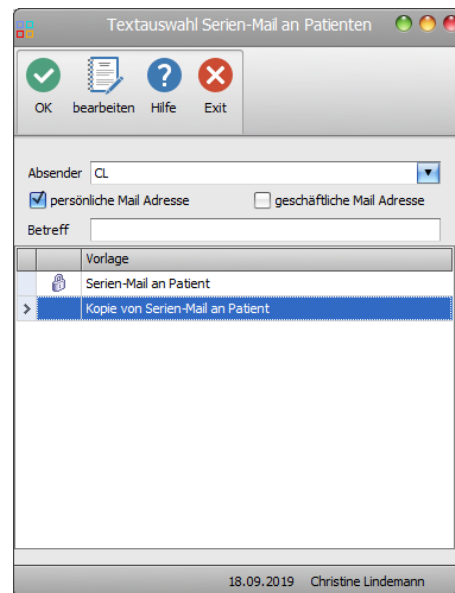 Textauswahl Serien-Mail an Patienten
OK bearbeiten Hilfe Exit
Absender CL
persönliche Mail Adresse geschäftliche Mail Adresse
Betreff
Vorlage
Serien-Mail an Patient
Kopie von Serien-Mail an Patient
18.09.2019 Christine Lindemann